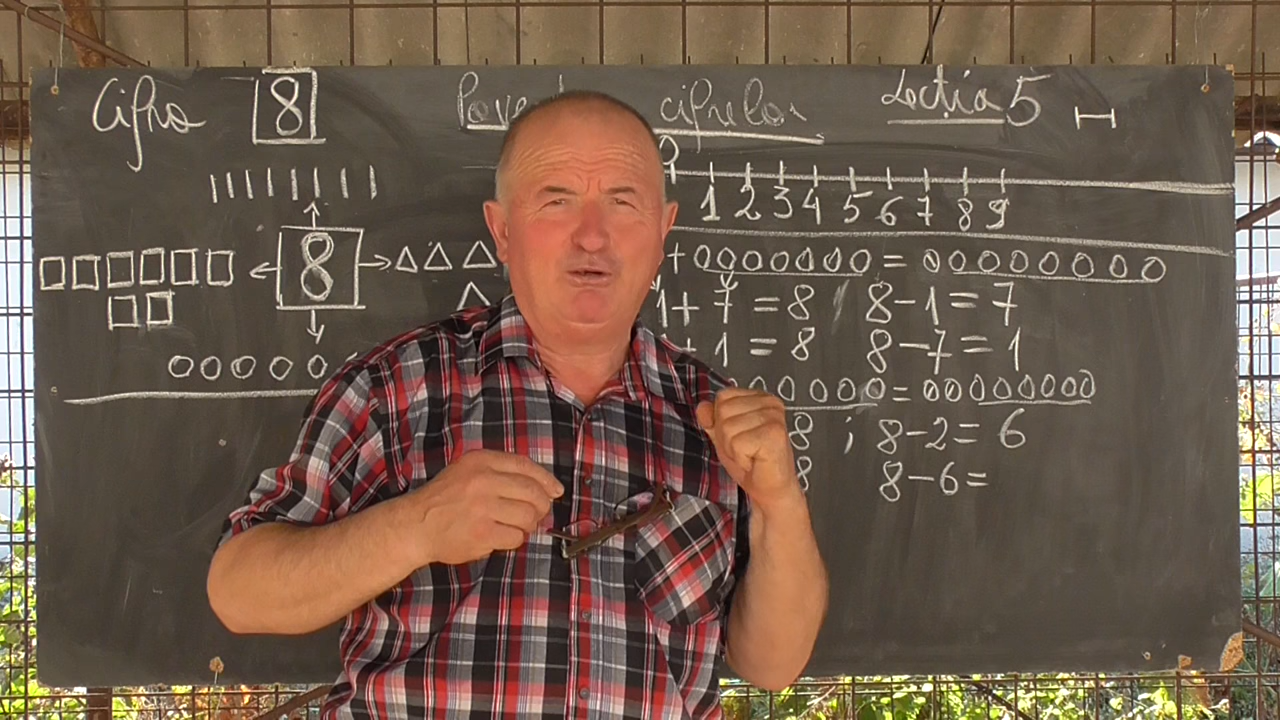 Cifra 8 cifrelor Lectia 5
0 1 2 3 4 5 6 7 8 9
8
+ 0000000 = 00000000
1 + 7 = 8 8 - 1 = 7
+ 1 = 8 8 - 7 = 1
00000 = 00000000
8 ; 8 - 2 = 6
8 8 - 6 =